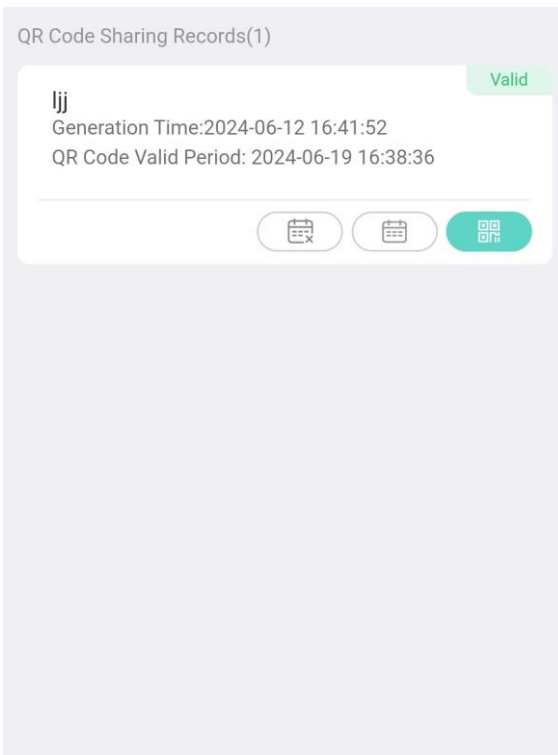 QR Code Sharing Records(1)
Valid
ljj
Generation Time:2024-06-12 16:41:52
QR Code Valid Period: 2024-06-19 16:38:36